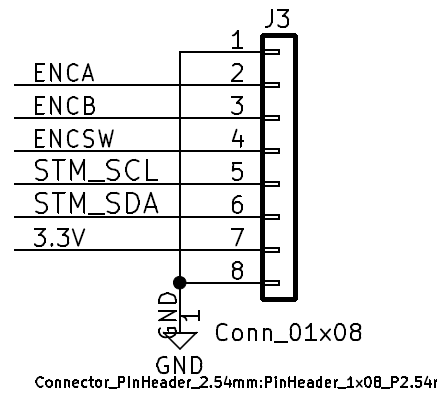 J3
1
ENCA 2
ENCB 3
ENCSW 4
STM_SCL 5
STM_SDA 6
3.3V 7
8
GND 1
Conn_01x08
GND
Connector_PinHeader_2.54mm:PinHeader_1x08_P2.54